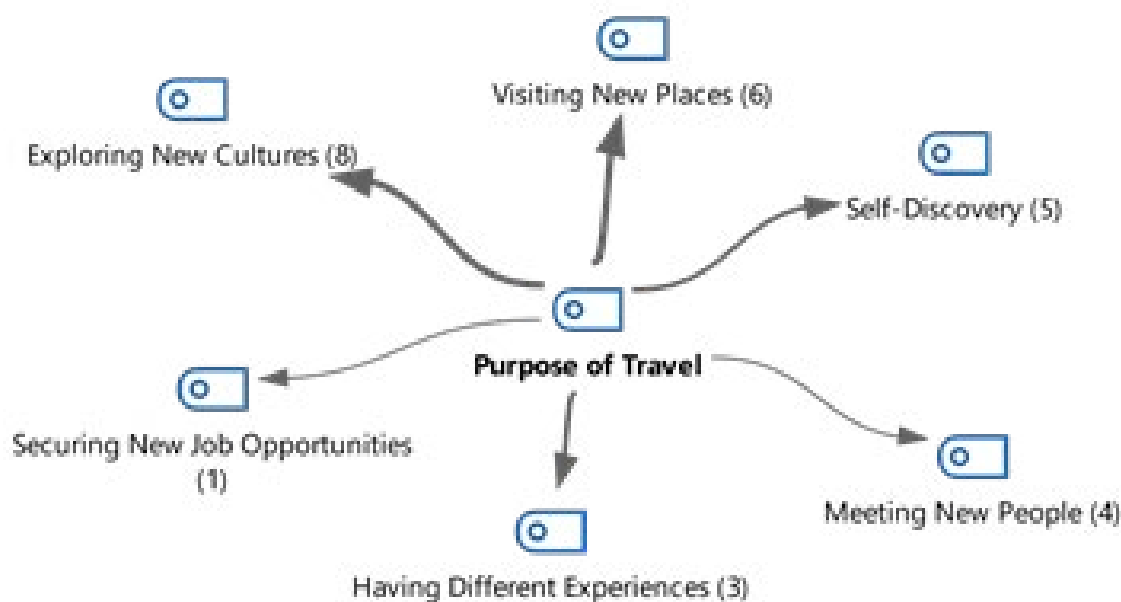 Visiting New Places (6)
Exploring New Cultures (8)
Self-Discovery (5)
Purpose of Travel
Securing New Job Opportunities
(1)
Meeting New People (4)
Having Different Experiences (3)